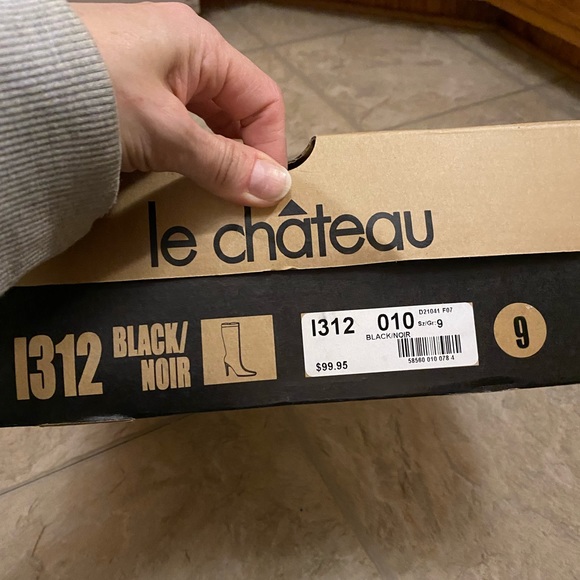 le château
I312
BLACK/
NOIR
I312 010
D21041 F07
Sz/Gr: 9
BLACK/NOIR
$99.95
58560 010 078 4
9